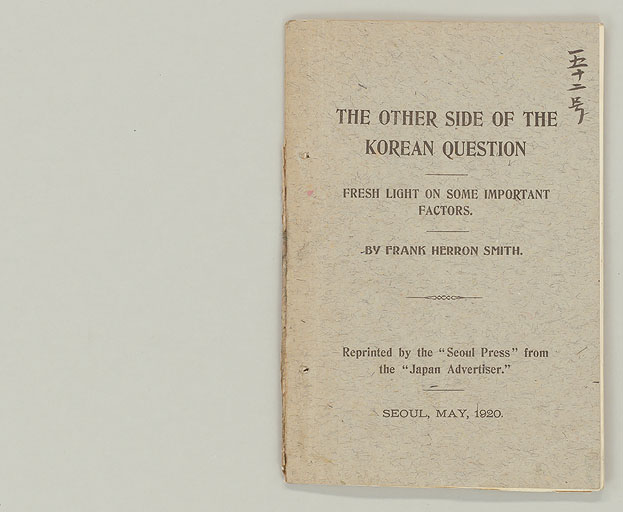 一五十二号
THE OTHER SIDE OF THE
KOREAN QUESTION
FRESH LIGHT ON SOME IMPORTANT
FACTORS.
BY FRANK HERRON SMITH.
Reprinted by the "Seoul Press" from
the "Japan Advertiser."
SEOUL, MAY, 1920.